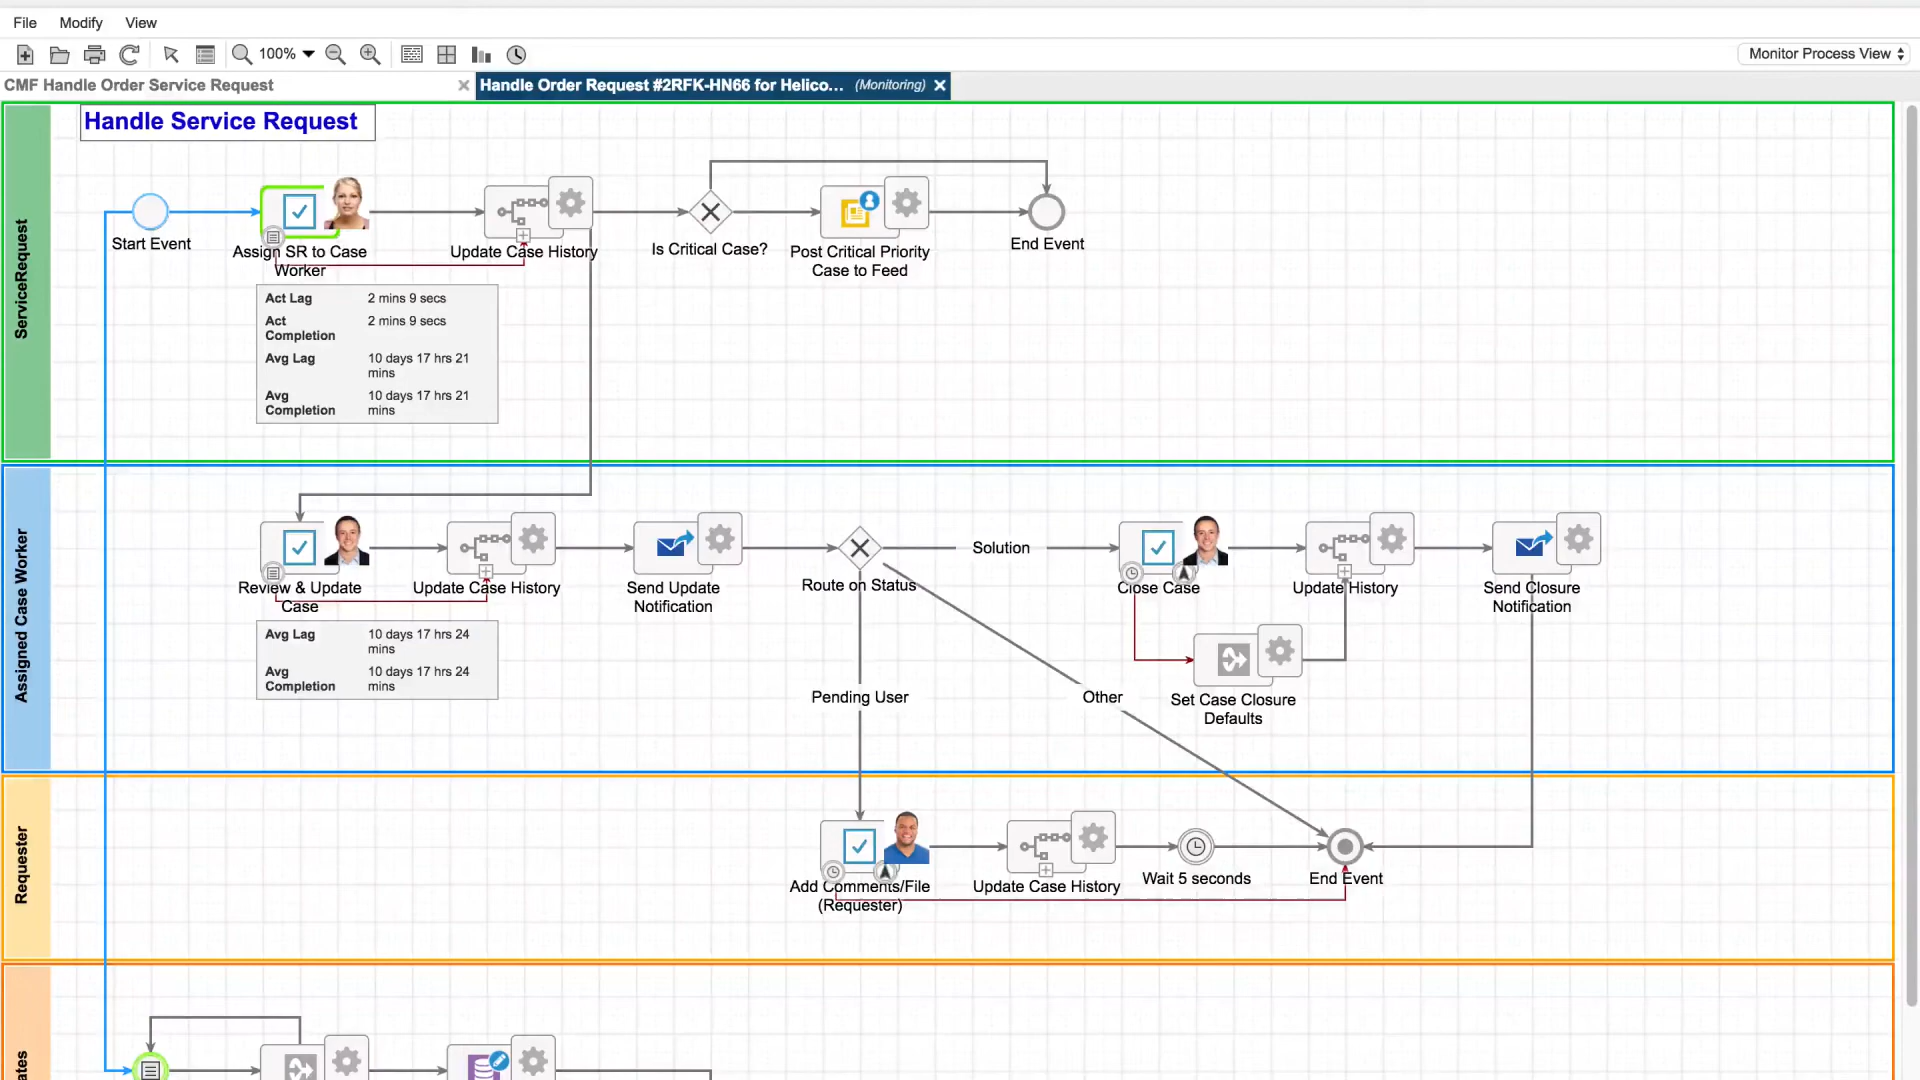 File Modify View
100%
Monitor Process View
CMF Handle Order Service Request
Handle Order Request #2RFK-HN66 for Helico... (Monitoring)
Handle Service Request
ServiceRequest
Start Event
Assign SR to Case
Worker
Update Case History
Is Critical Case?
Post Critical Priority
Case to Feed
End Event
Act Lag 2 mins 9 secs
Act
Completion
2 mins 9 secs
Avg Lag 10 days 17 hrs 21
mins
Avg
Completion
10 days 17 hrs 21
mins
Assigned Case Worker
Review & Update
Case
Update Case History
Send Update
Notification
Route on Status
Solution
Close Case
Update History
Send Closure
Notification
Avg Lag 10 days 17 hrs 24
mins
Avg
Completion
10 days 17 hrs 24
mins
Pending User
Other
Set Case Closure
Defaults
Requester
Add Comments/File
(Requester)
Update Case History
Wait 5 seconds
End Event